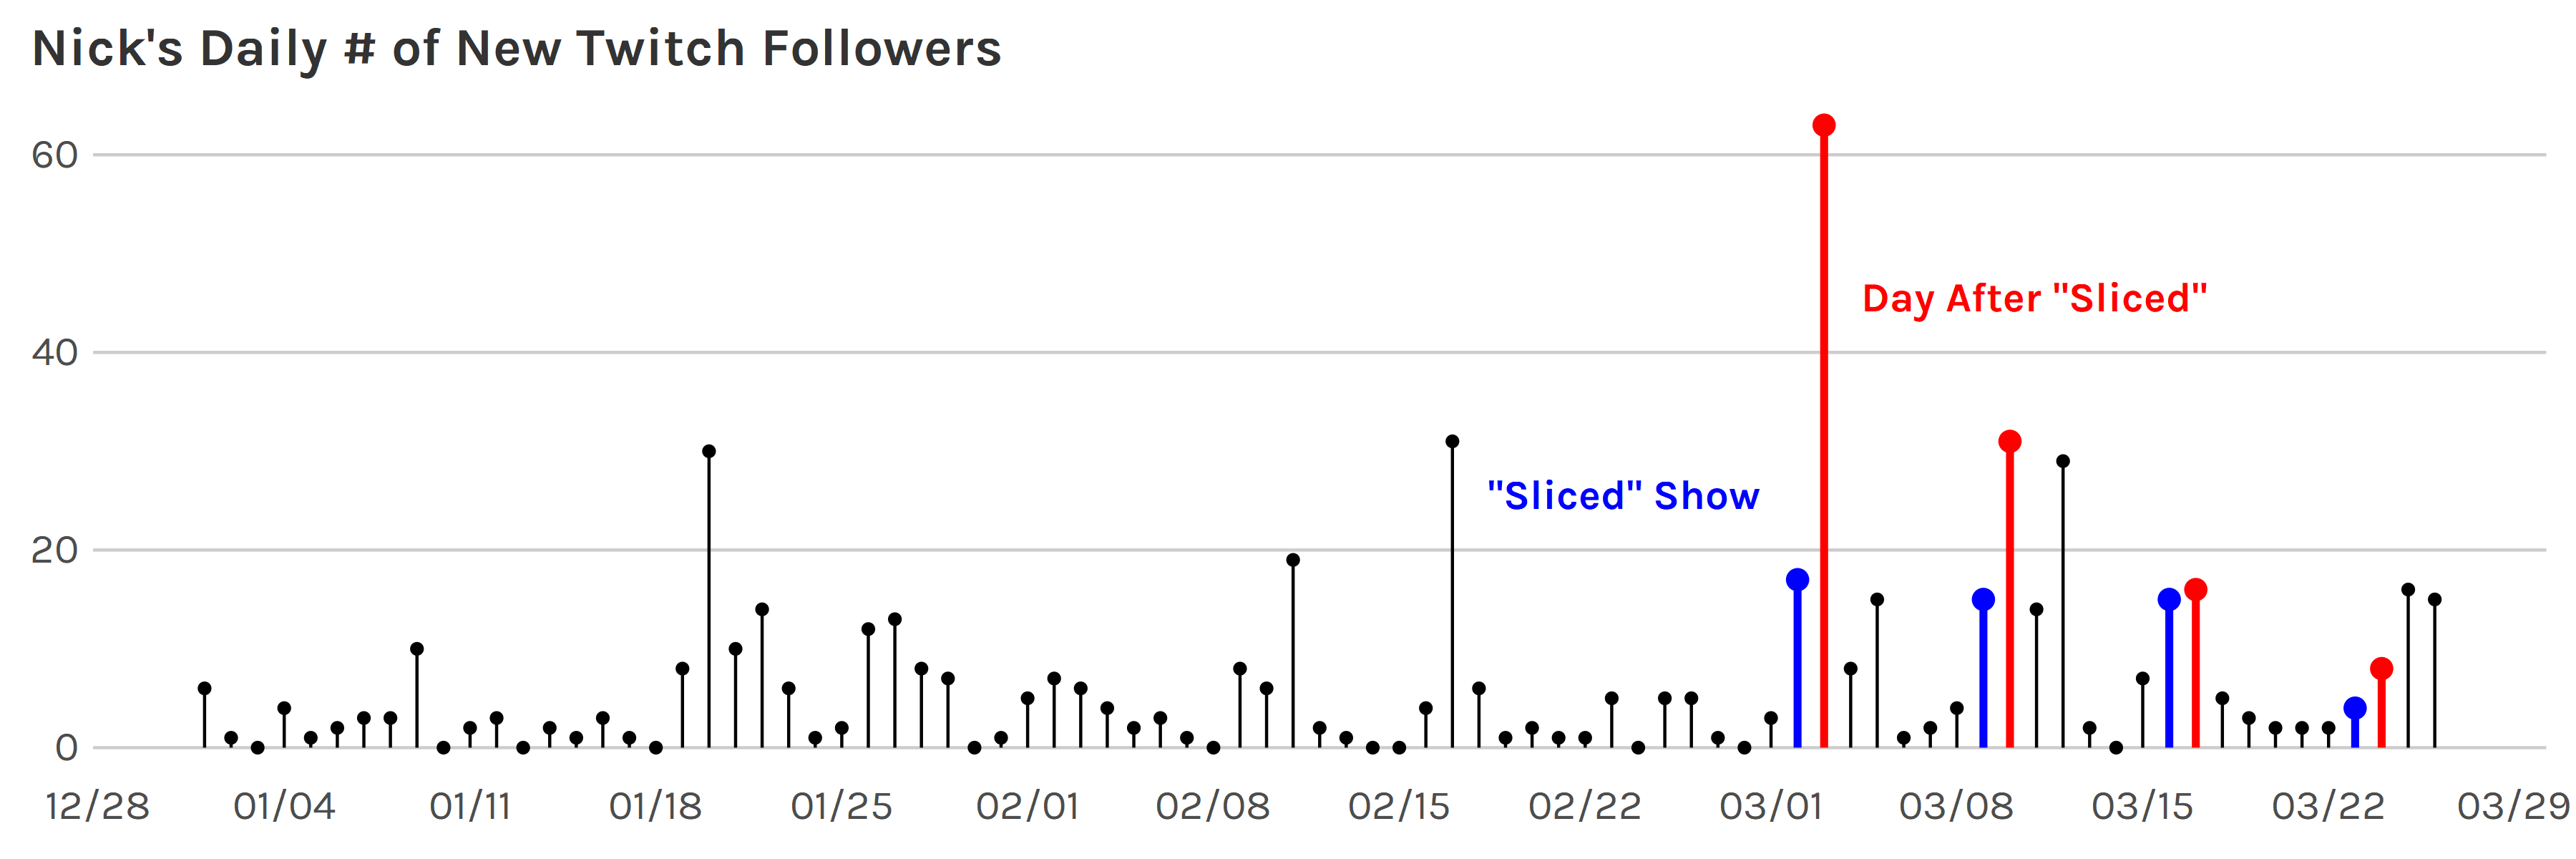 Nick's Daily # of New Twitch Followers
60
Day After "Sliced"
40
"Sliced" Show
20
0
12/28 01/04 01/11 01/18 01/25 02/01 02/08 02/15 02/22 03/01 03/08 03/15 03/22 03/29